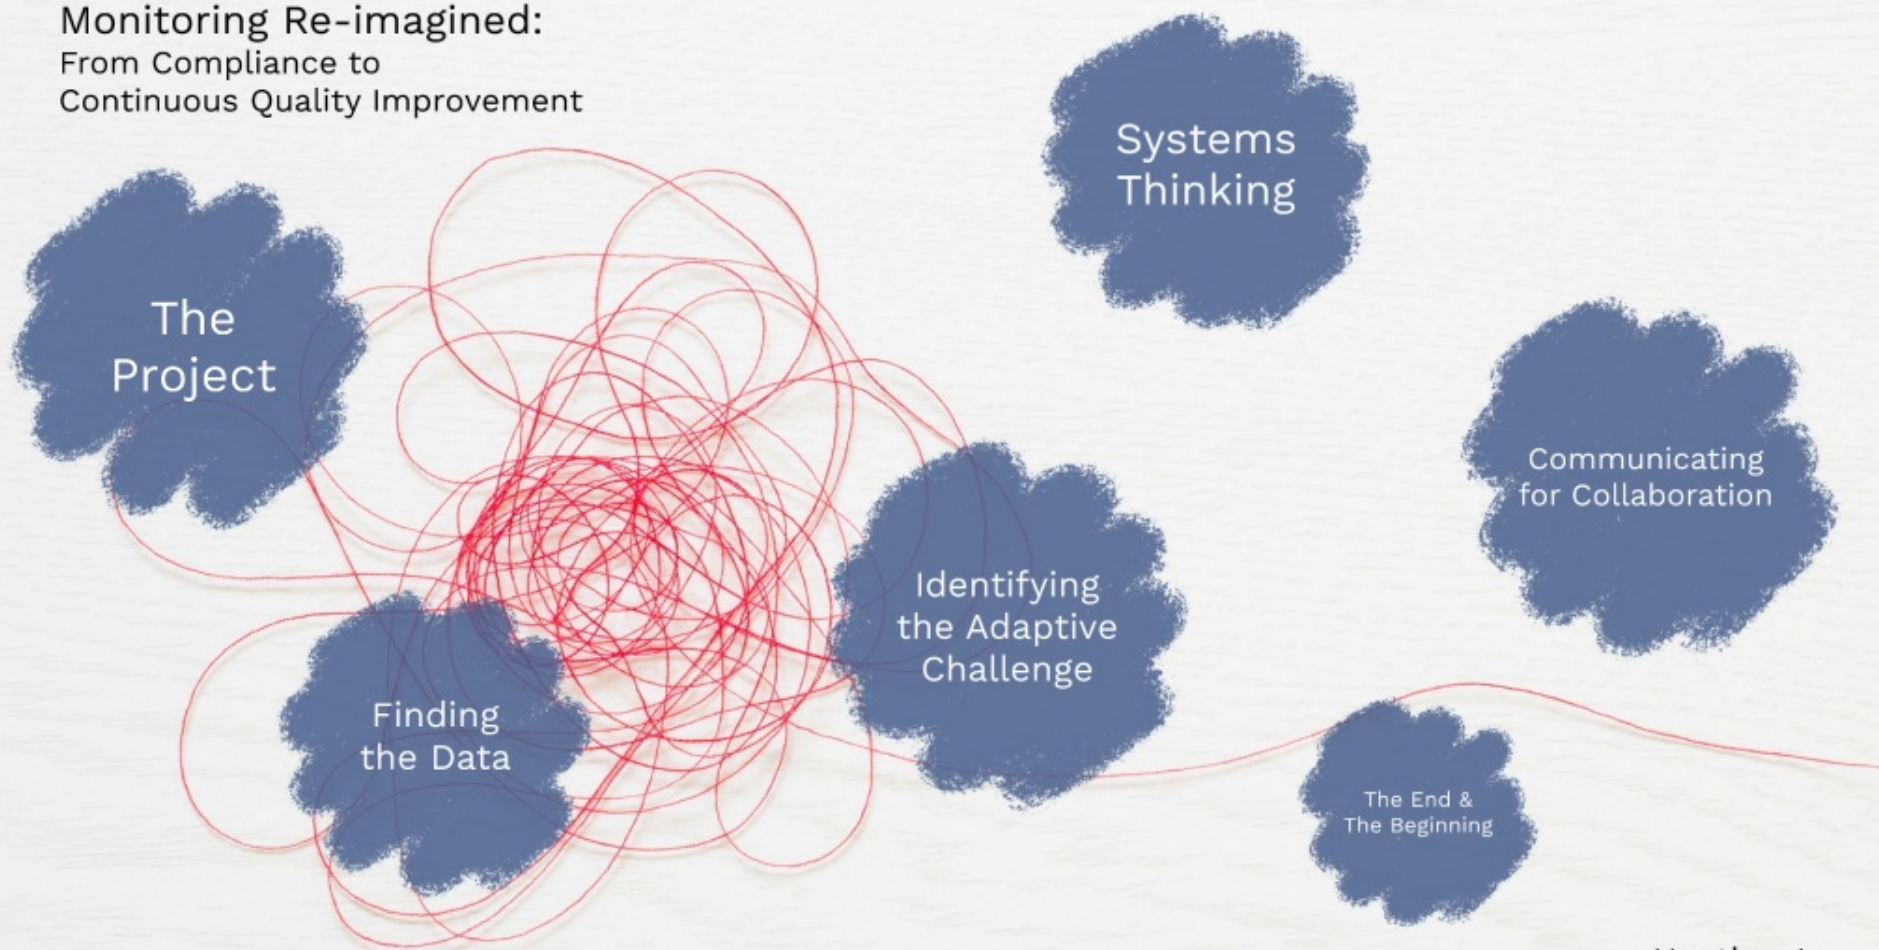 Monitoring Re-imagined:
From Compliance to
Continuous Quality Improvement
The
Project
Finding
the Data
Identifying
the Adaptive
Challenge
Systems
Thinking
Communicating
for Collaboration
The End &
The Beginning